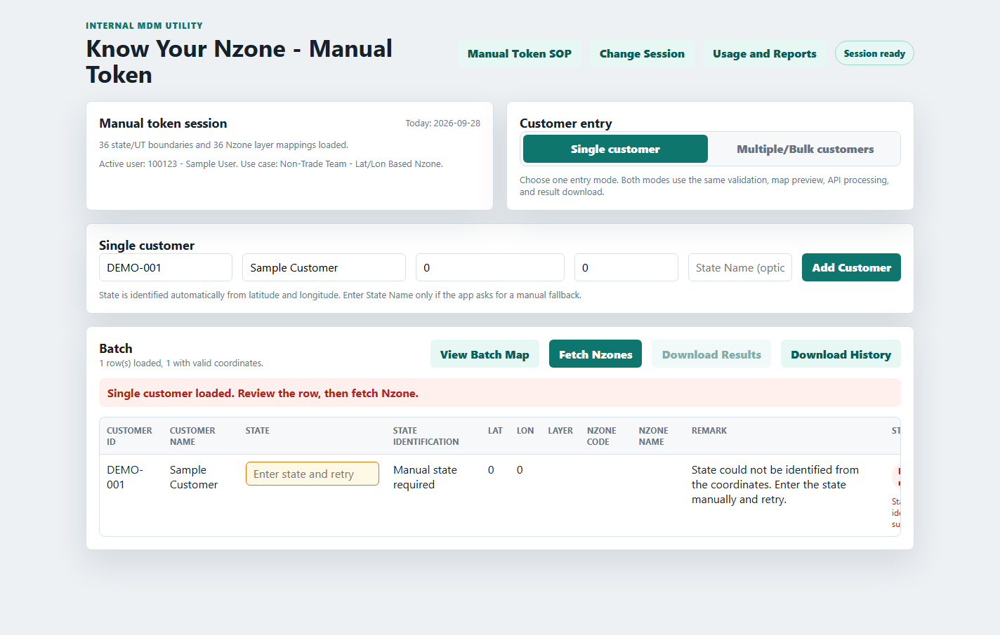 INTERNAL MDM UTILITY
Know Your Nzone - Manual
Token
Manual Token SOP
Change Session
Usage and Reports
Session ready
Manual token session
Today: 2026-09-28
36 state/UT boundaries and 36 Nzone layer mappings loaded.
Active user: 100123 - Sample User. Use case: Non-Trade Team - Lat/Lon Based Nzone.
Customer entry
Single customer
Multiple/Bulk customers
Choose one entry mode. Both modes use the same validation, map preview, API processing,
and result download.
Single customer
DEMO-001
Sample Customer
0
0
State Name (optic
Add Customer
State is identified automatically from latitude and longitude. Enter State Name only if the app asks for a manual fallback.
Batch
1 row(s) loaded, 1 with valid coordinates.
View Batch Map
Fetch Nzones
Download Results
Download History
Single customer loaded. Review the row, then fetch Nzone.
CUSTOMER
ID
CUSTOMER
NAME
STATE
STATE
IDENTIFICATION
LAT
LON
LAYER
NZONE
CODE
NZONE
NAME
REMARK
ST
DEMO-
001
Sample
Customer
Enter state and retry
Manual state
required
0
0
State could not be identified from
the coordinates. Enter the state
manually and retry.